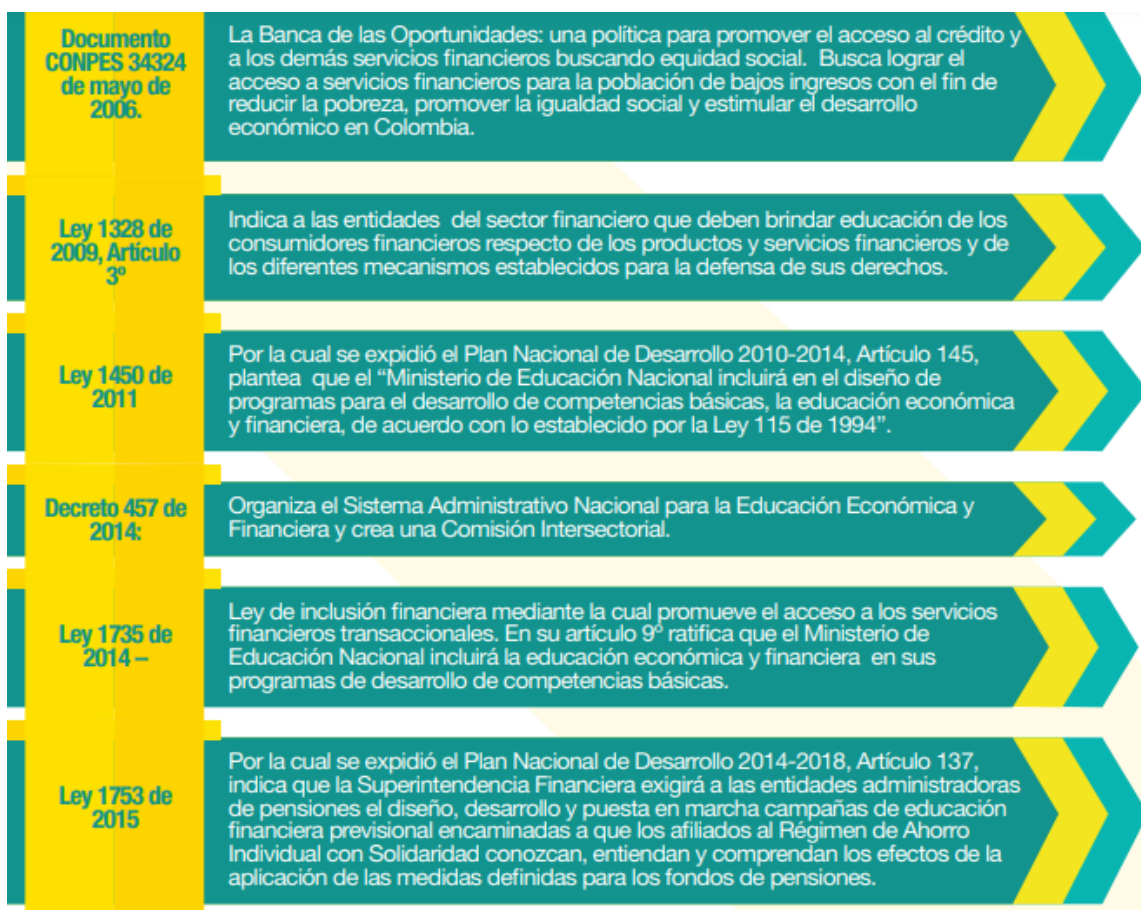 Documento
CONPES 34324
de mayo de
2006.
La Banca de las Oportunidades: una política para promover el acceso al crédito y
a los demás servicios financieros buscando equidad social.  Busca lograr el
acceso a servicios financieros para la población de bajos ingresos con el fin de
reducir la pobreza, promover la igualdad social y estimular el desarrollo
económico en Colombia.
Ley 1328 de
2009, Artículo
3º
Indica a las entidades  del sector financiero que deben brindar educación de los
consumidores financieros respecto de los productos y servicios financieros y de
los diferentes mecanismos establecidos para la defensa de sus derechos.
Ley 1450 de
2011
Por la cual se expidió el Plan Nacional de Desarrollo 2010-2014, Artículo 145,
plantea  que el “Ministerio de Educación Nacional incluirá en el diseño de
programas para el desarrollo de competencias básicas, la educación económica
y financiera, de acuerdo con lo establecido por la Ley 115 de 1994”.
Decreto 457 de
2014:
Organiza el Sistema Administrativo Nacional para la Educación Económica y
Financiera y crea una Comisión Intersectorial.
Ley 1735 de
2014 –
Ley de inclusión financiera mediante la cual promueve el acceso a los servicios
financieros transaccionales. En su artículo 9º ratifica que el Ministerio de
Educación Nacional incluirá la educación económica y financiera  en sus
programas de desarrollo de competencias básicas.
Ley 1753 de
2015
Por la cual se expidió el Plan Nacional de Desarrollo 2014-2018, Artículo 137,
indica que la Superintendencia Financiera exigirá a las entidades administradoras
de pensiones el diseño, desarrollo y puesta en marcha campañas de educación
financiera previsional encaminadas a que los afiliados al Régimen de Ahorro
Individual con Solidaridad conozcan, entiendan y comprendan los efectos de la
aplicación de las medidas definidas para los fondos de pensiones.